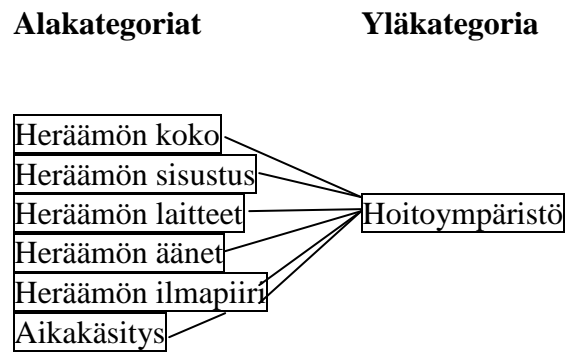 Alakategoriat Yläkategoria
Heräämön koko
Heräämön sisustus
Heräämön laitteet Hoitoympäristö
Heräämön äänet
Heräämön ilmapiiri
Aikakäsitys